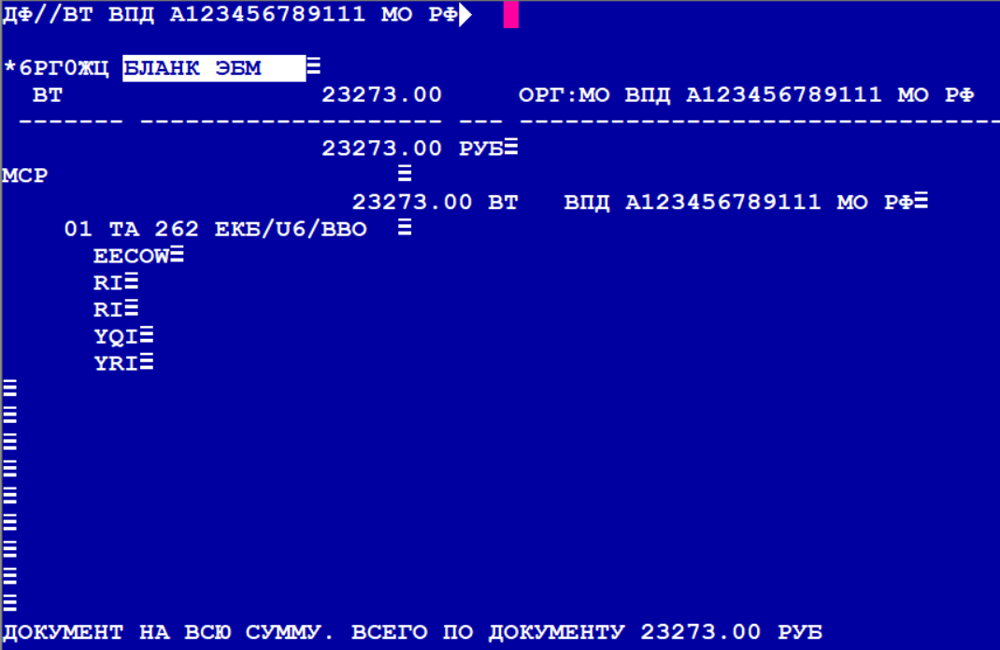 ДФ//ВТ ВПД А123456789111 МО РФ
*6РГ0ЖЦ БЛАНК ЭБМ
ВТ 23273.00 ОРГ:МО ВПД А123456789111 МО РФ
------- -------------------- --- --------------------------------
23273.00 РУБ
МСР
23273.00 ВТ ВПД А123456789111 МО РФ
01 ТА 262 ЕКБ/U6/ВВО
EECOW
RI
RI
YQI
YRI
ДОКУМЕНТ НА ВСЮ СУММУ. ВСЕГО ПО ДОКУМЕНТУ 23273.00 РУБ